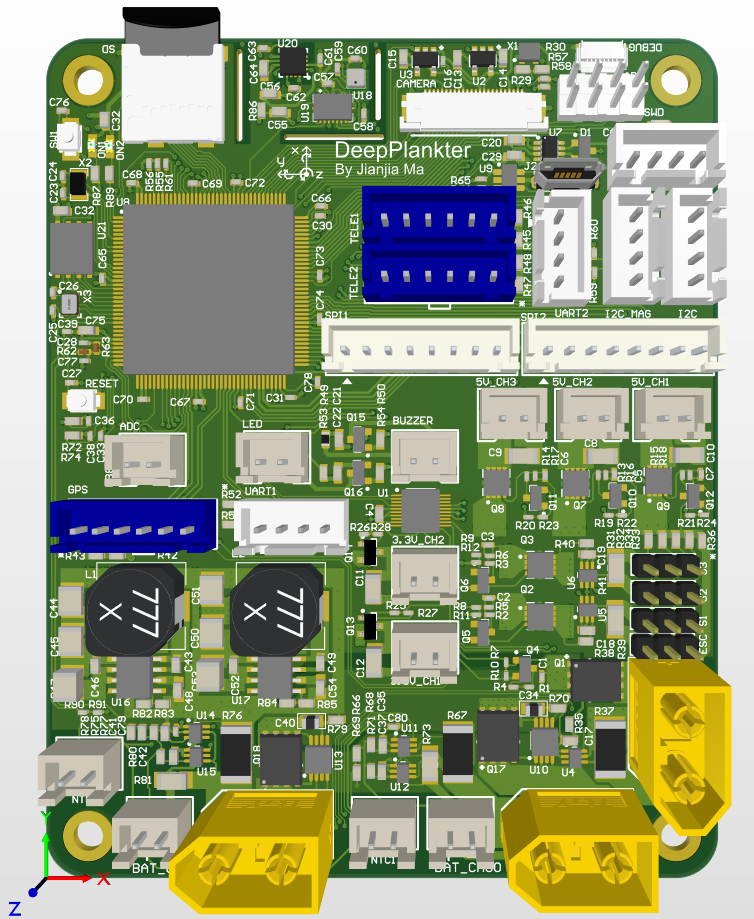 SD
C63
U20
C59
C60
C61
C64
C57
C56
U18
C62
U19
R86
C55
C58
C15
U3
C16
C13
U2
C14
X1
R30
R57
R58
R29
DEBUG
CAMERA
SWD
C76
C32
SW1
ON1
ON2
X2
C24
C23
R87
R89
C68
R56
R55
R61
C69
C72
X
Y
Z
DeepPlankter
By Jianjia Ma
C20
C29
U9
R65
U7
D1
J2
C32
U8
U21
C65
C66
C30
C73
C74
TELE1
TELE2
R46
R45
R48
R47
R60
R59
C26
X3
C39
C25
C75
C28
R62
C77
R63
C27
SPI1
SPI2
UART2
I2C_MAG
I2C
RESET
C70
C67
C71
C31
C78
R49
R50
R53
C22
C21
R54
5V_CH3
5V_CH2
5V_CH1
C36
R72
R74
C38
C33
ADC
LED
Q15
Q16
BUZZER
C9
R14
R17
C6
C8
R13
R16
C5
R15
R18
C7
C10
GPS
R52
UART1
U1
C4
Q8
Q11
Q7
Q10
Q9
Q12
R20
R23
R19
R22
R21
R24
R43
R42
R26
R28
3.3V_CH2
R9
R12
C3
R6
R3
Q3
R40
C19
R31
R32
R33
R36
L1
C51
C11
Q6
U6
R41
S2
C44
C50
R25
R27
R8
R11
C2
R5
R2
Q2
U5
S1
C45
Q13
Q5
C18
R39
ESC
C43
C49
C12
R7
R10
Q4
C1
Q1
R38
R4
R1
C46
U16
C48
C52
U17
R84
C54
R85
R90
R91
R82
R83
U14
R76
C40
R79
R66
R69
R68
R71
C35
C37
C80
U11
R73
R67
C34
R70
R35
R37
C17
R80
C42
U15
Q18
U13
U12
Q17
U10
U4
R81
NTC1
X
Y
Z